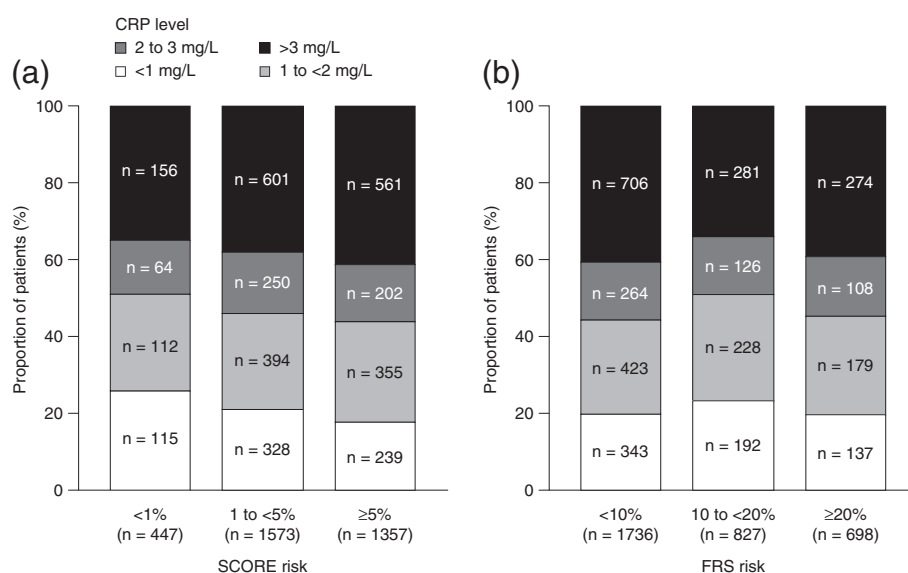 CRP level
2 to 3 mg/L >3 mg/L
<1 mg/L 1 to <2 mg/L
(a)
100
80
60
40
20
0
Proportion of patients (%)
n = 156 n = 601 n = 561
n = 64 n = 250 n = 202
n = 112 n = 394 n = 355
n = 115 n = 328 n = 239
<1% 1 to <5% ≥5%
(n = 447) (n = 1573) (n = 1357)
SCORE risk
(b)
100
80
60
40
20
0
Proportion of patients (%)
n = 706 n = 281 n = 274
n = 264 n = 126 n = 108
n = 423 n = 228 n = 179
n = 343 n = 192 n = 137
<10% 10 to <20% ≥20%
(n = 1736) (n = 827) (n = 698)
FRS risk